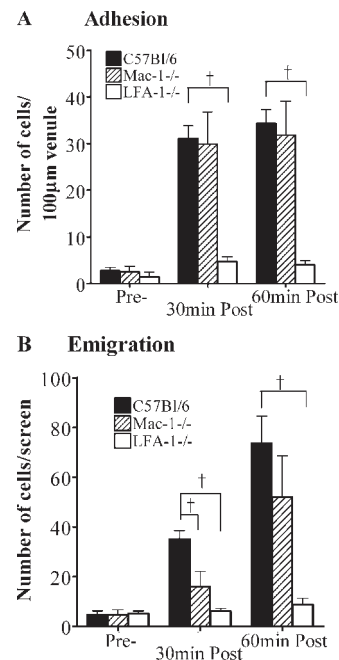 A Adhesion
Number of cells/
100µm venule
50
40
30
20
10
0
C57Bl/6
Mac-1-/-
LFA-1-/-
†
†
Pre-
30min Post
60min Post
B Emigration
Number of cells/screen
100
80
60
40
20
0
C57Bl/6
Mac-1-/-
LFA-1-/-
†
†
†
Pre-
30min Post
60min Post